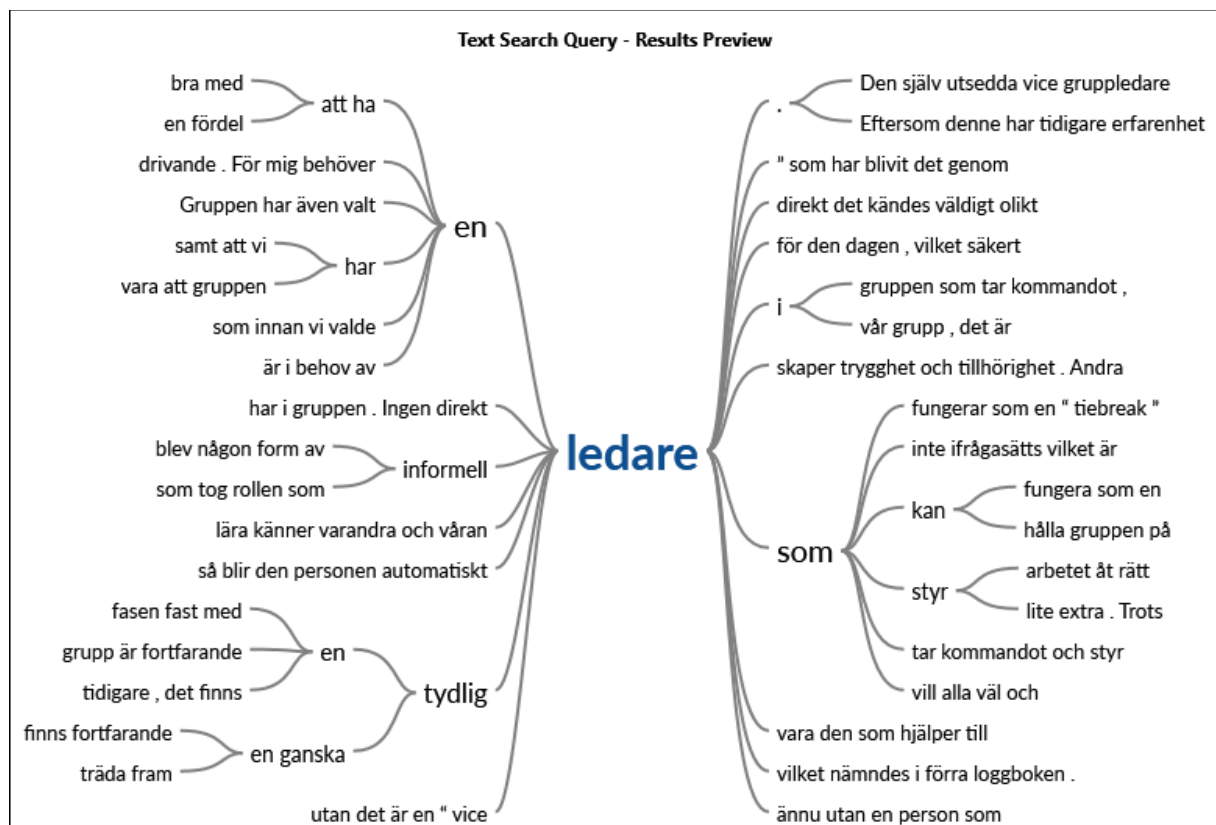 Text Search Query - Results Preview
bra med
en fördel
att ha
drivande . För mig behöver
Gruppen har även valt
samt att vi
vara att gruppen
har
som innan vi valde
är i behov av
en
har i gruppen . Ingen direkt
blev någon form av
som tog rollen som
informell
lära känner varandra och våran
så blir den personen automatiskt
fasen fast med
grupp är fortfarande
tidigare , det finns
en
finns fortfarande
träda fram
en ganska
tydlig
utan det är en “ vice
ledare
.
Den själv utsedda vice gruppledare
Eftersom denne har tidigare erfarenhet
” som har blivit det genom
direkt det kändes väldigt olikt
för den dagen , vilket säkert
i
gruppen som tar kommandot ,
vår grupp , det är
skaper trygghet och tillhörighet . Andra
som
fungerar som en “ tiebreak ”
inte ifrågasätts vilket är
kan
fungera som en
hålla gruppen på
styr
arbetet åt rätt
lite extra . Trots
tar kommandot och styr
vill alla väl och
vara den som hjälper till
vilket nämndes i förra loggboken .
ännu utan en person som